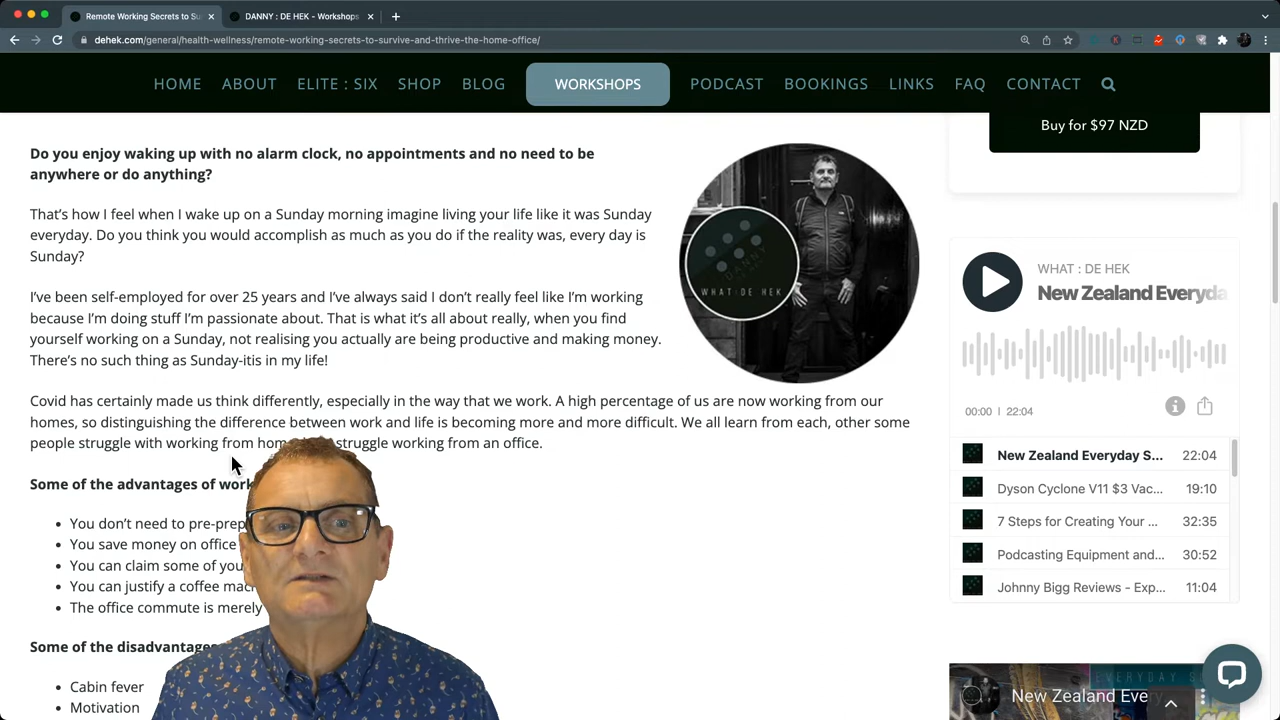 Remote Working Secrets to Su
DANNY : DE HEK - Workshops
dehek.com/general/health-wellness/remote-working-secrets-to-survive-and-thrive-the-home-office/
HOME ABOUT ELITE : SIX SHOP BLOG WORKSHOPS PODCAST BOOKINGS LINKS FAQ CONTACT
Do you enjoy waking up with no alarm clock, no appointments and no need to be
anywhere or do anything?
That’s how I feel when I wake up on a Sunday morning imagine living your life like it was Sunday
everyday. Do you think you would accomplish as much as you do if the reality was, every day is
Sunday?
I’ve been self-employed for over 25 years and I’ve always said I don’t really feel like I’m working
because I’m doing stuff I’m passionate about. That is what it’s all about really, when you find
yourself working on a Sunday, not realising you actually are being productive and making money.
There’s no such thing as Sunday-itis in my life!
Covid has certainly made us think differently, especially in the way that we work. A high percentage of us are now working from our
homes, so distinguishing the difference between work and life is becoming more and more difficult. We all learn from each, other some
people struggle with working from hom struggle working from an office.
Some of the advantages of work
• You don’t need to pre-prep
• You save money on office
• You can claim some of you
• You can justify a coffee mac
• The office commute is merely
Some of the disadvantages
• Cabin fever
• Motivation
DANNY
WHAT:DE HEK
Buy for $97 NZD
WHAT : DE HEK
New Zealand Everyda
00:00 | 22:04
New Zealand Everyday S... 22:04
Dyson Cyclone V11 $3 Vac... 19:10
7 Steps for Creating Your ... 32:35
Podcasting Equipment and... 30:52
Johnny Bigg Reviews - Exp... 11:04
EVERYDAY S
New Zealand Every